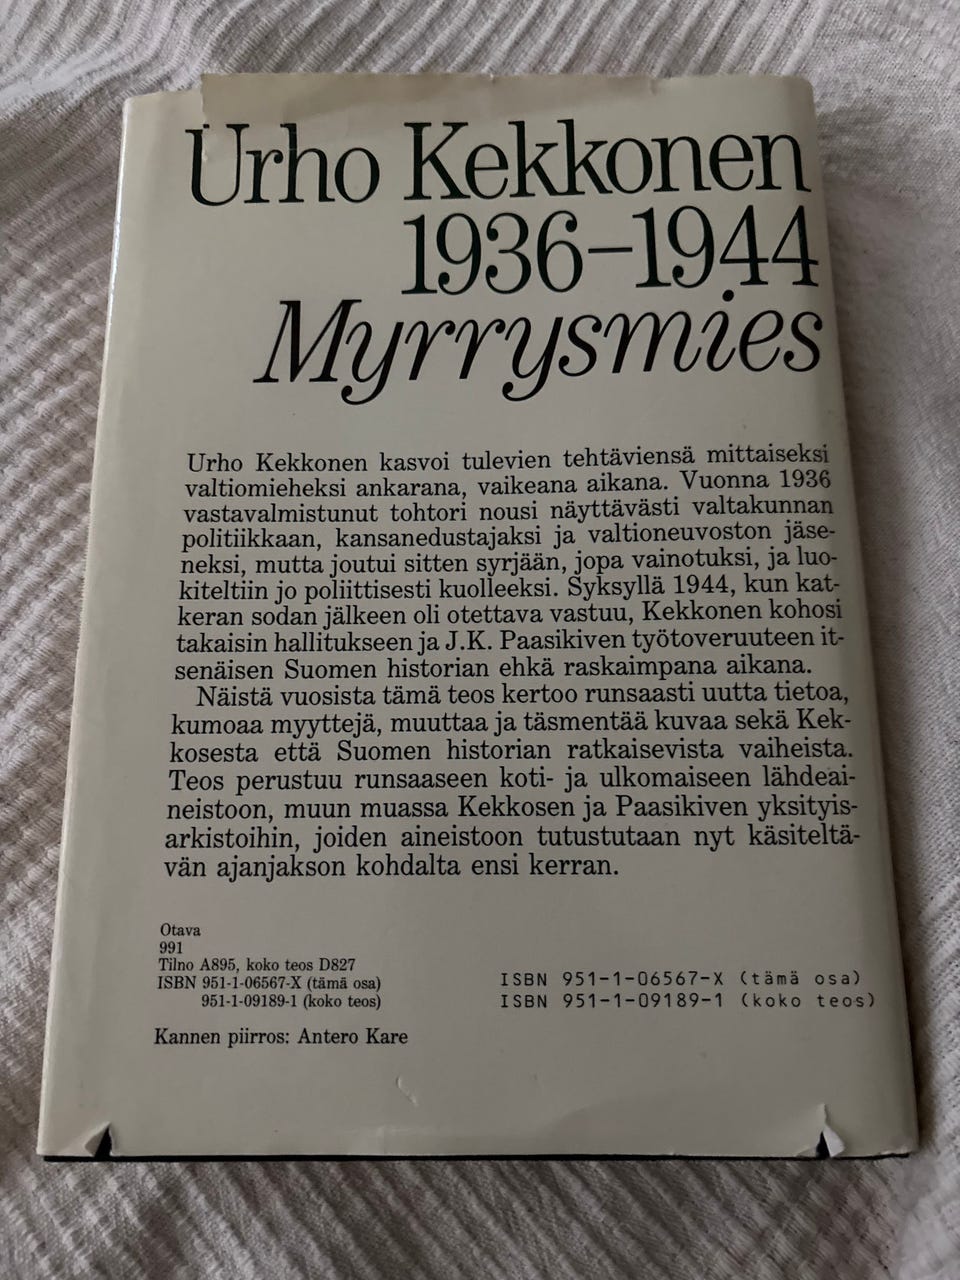 Urho Kekkonen
1936–1944
Myrrysmies
Urho Kekkonen kasvoi tulevien tehtäviensä mittaiseksi
valtiomieheksi ankarana, vaikeana aikana. Vuonna 1936
vastavalmistunut tohtori nousi näyttävästi valtakunnan
politiikkaan, kansanedustajaksi ja valtioneuvoston jäse-
neksi, mutta joutui sitten syrjään, jopa vainotuksi, ja luo-
kiteltiin jo poliittisesti kuolleeksi. Syksyllä 1944, kun kat-
keran sodan jälkeen oli otettava vastuu, Kekkonen kohosi
takaisin hallitukseen ja J.K. Paasikiven työtoveruuteen it-
senäisen Suomen historian ehkä raskaimpana aikana.
Näistä vuosista tämä teos kertoo runsaasti uutta tietoa,
kumoaa myyttejä, muuttaa ja täsmentää kuvaa sekä Kek-
kosesta että Suomen historian ratkaisevista vaiheista.
Teos perustuu runsaaseen koti- ja ulkomaiseen lähdeai-
neistoon, muun muassa Kekkosen ja Paasikiven yksityis-
arkistoihin, joiden aineistoon tutustutaan nyt käsiteltä-
vän ajanjakson kohdalta ensi kerran.
Otava
991
Tilno A895, koko teos D827
ISBN 951-1-06567-X (tämä osa)
951-1-09189-1 (koko teos)
ISBN 951-1-06567-X (tämä osa)
ISBN 951-1-09189-1 (koko teos)
Kannen piirros: Antero Kare